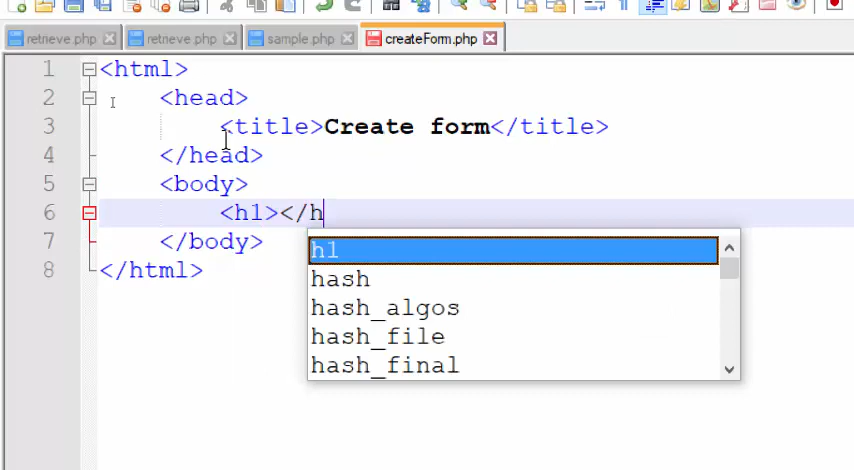 retrieve.php retrieve.php sample.php createForm.php
1 <html>
2 <head>
3 <title>Create form</title>
4 </head>
5 <body>
6 <h1></h
7 </body>
8 </html>
h1
hash
hash_algos
hash_file
hash_final